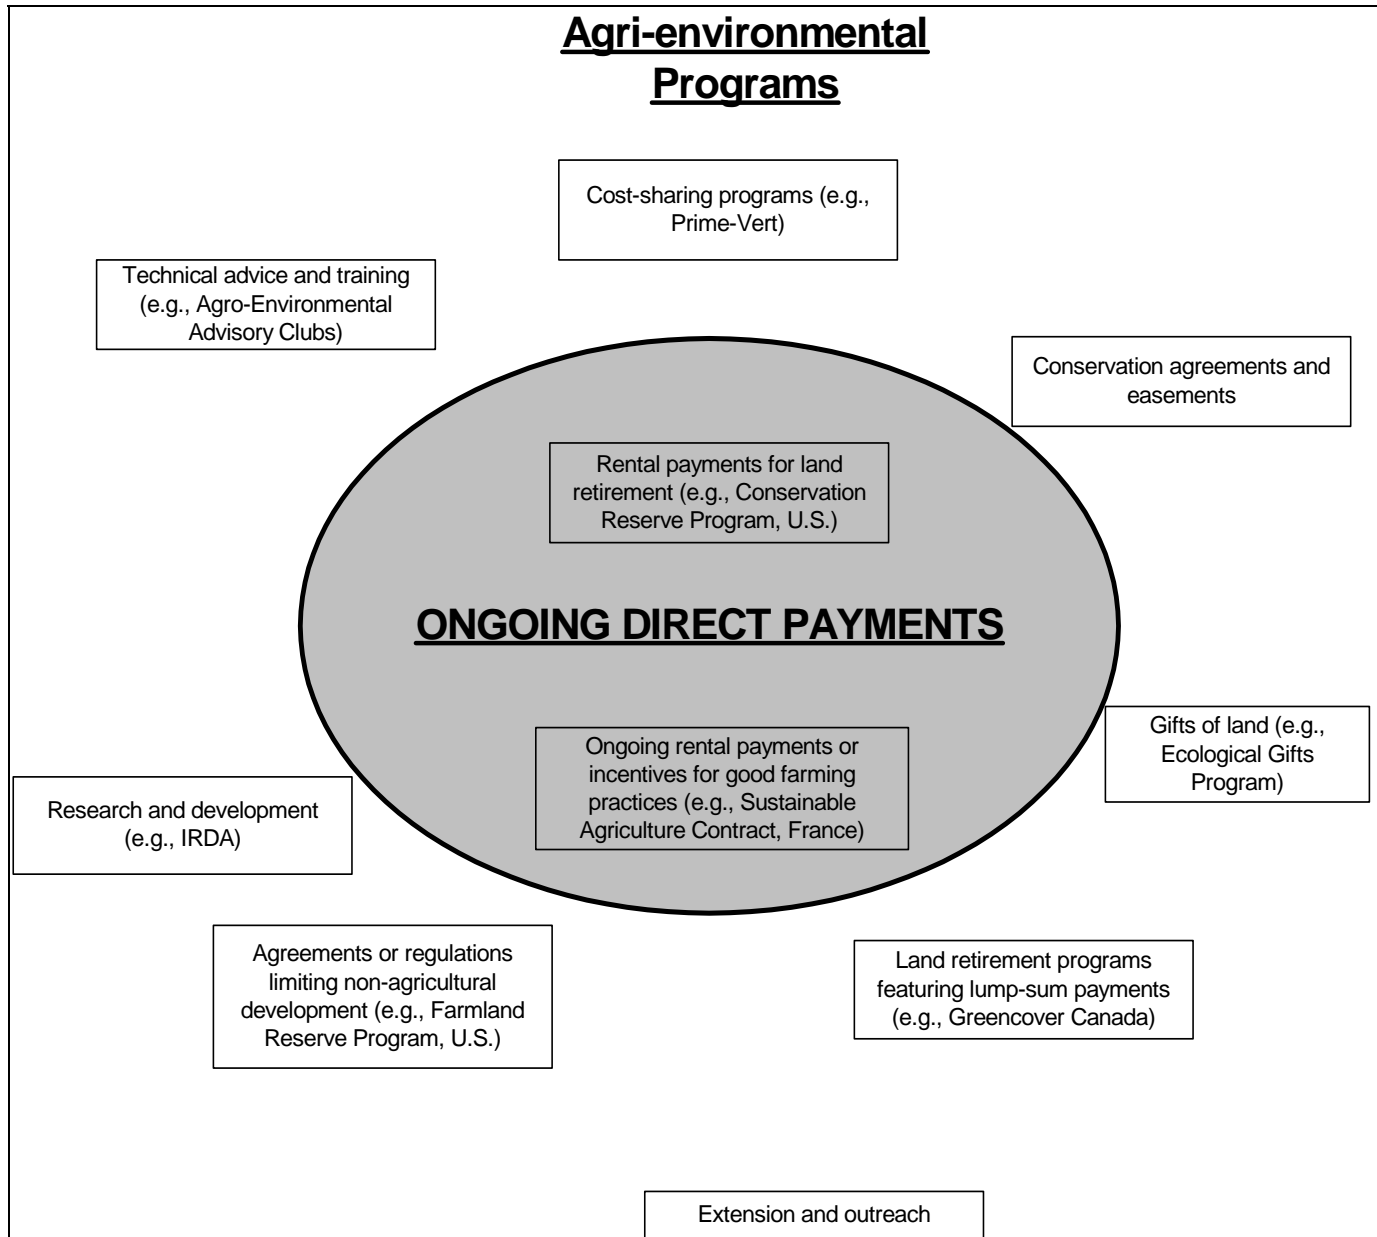 Agri-environmental
Programs
Cost-sharing programs (e.g.,
Prime-Vert)
Technical advice and training
(e.g., Agro-Environmental
Advisory Clubs)
Conservation agreements and
easements
Rental payments for land
retirement (e.g., Conservation
Reserve Program, U.S.)
ONGOING DIRECT PAYMENTS
Ongoing rental payments or
incentives for good farming
practices (e.g., Sustainable
Agriculture Contract, France)
Gifts of land (e.g.,
Ecological Gifts
Program)
Research and development
(e.g., IRDA)
Agreements or regulations
limiting non-agricultural
development (e.g., Farmland
Reserve Program, U.S.)
Land retirement programs
featuring lump-sum payments
(e.g., Greencover Canada)
Extension and outreach